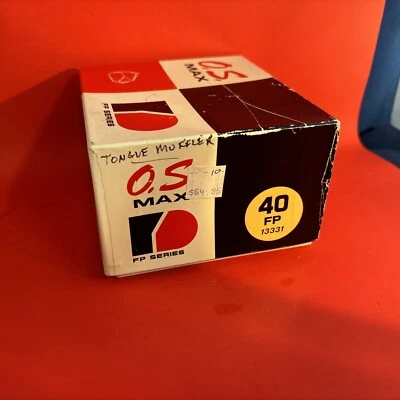 O.S
MAX
FP SERIES
TONGUE MUFFLER
O.S
MAX
FP SERIES
40
FP
13331